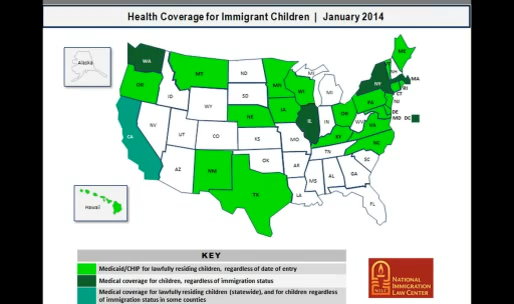 Health Coverage for Immigrant Children | January 2014
Alaska
WA
MT
ND
MN
ME
OR
ID
SD
WI
MI
MI
NY
MA
RI
CT
WY
IA
PA
NJ
NE
OH
DE
MD DC
NV
UT
CO
IL
IN
WV
VA
CA
KS
MO
KY
NC
TN
AZ
NM
OK
AR
SC
MS
AL
GA
TX
LA
FL
Hawaii
KEY
Medicaid/CHIP for lawfully residing children, regardless of date of entry
Medical coverage for children, regardless of immigration status
Medical coverage for lawfully residing children (statewide), and for children regardless
of immigration status in some counties
NATIONAL
IMMIGRATION
LAW CENTER